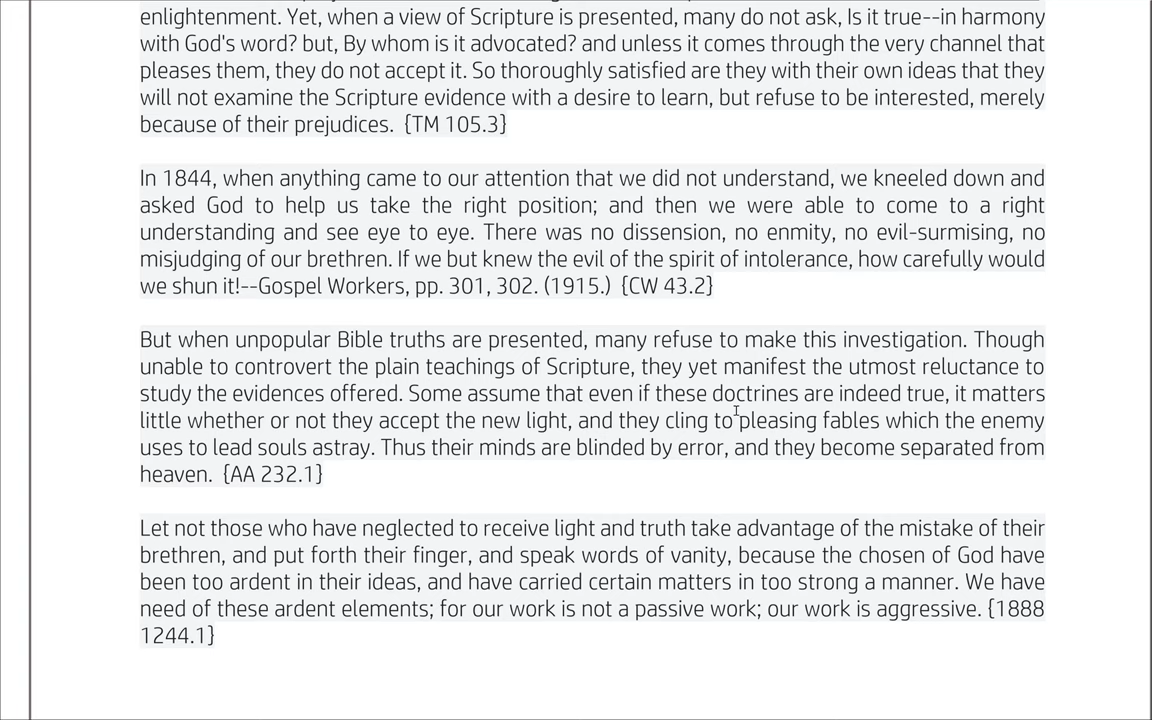 enlightenment. Yet, when a view of Scripture is presented, many do not ask, Is it true--in harmony
with God's word? but, By whom is it advocated? and unless it comes through the very channel that
pleases them, they do not accept it. So thoroughly satisfied are they with their own ideas that they
will not examine the Scripture evidence with a desire to learn, but refuse to be interested, merely
because of their prejudices. {TM 105.3}
In 1844, when anything came to our attention that we did not understand, we kneeled down and
asked God to help us take the right position; and then we were able to come to a right
understanding and see eye to eye. There was no dissension, no enmity, no evil-surmising, no
misjudging of our brethren. If we but knew the evil of the spirit of intolerance, how carefully would
we shun it!--Gospel Workers, pp. 301, 302. (1915.) {CW 43.2}
But when unpopular Bible truths are presented, many refuse to make this investigation. Though
unable to controvert the plain teachings of Scripture, they yet manifest the utmost reluctance to
study the evidences offered. Some assume that even if these doctrines are indeed true, it matters
little whether or not they accept the new light, and they cling to pleasing fables which the enemy
uses to lead souls astray. Thus their minds are blinded by error, and they become separated from
heaven. {AA 232.1}
Let not those who have neglected to receive light and truth take advantage of the mistake of their
brethren, and put forth their finger, and speak words of vanity, because the chosen of God have
been too ardent in their ideas, and have carried certain matters in too strong a manner. We have
need of these ardent elements; for our work is not a passive work; our work is aggressive. {1888
1244.1}